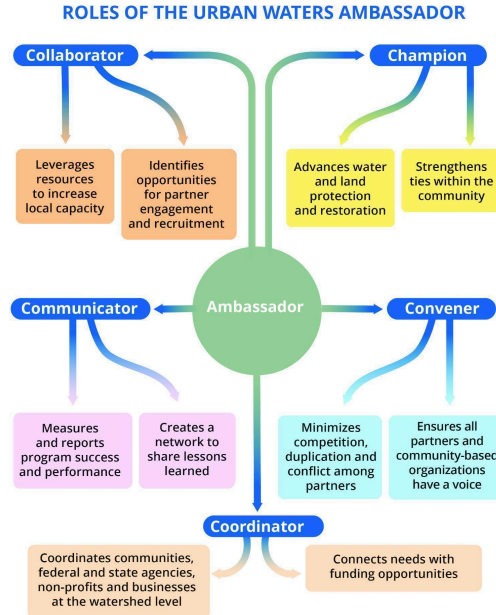 ROLES OF THE URBAN WATERS AMBASSADOR
Collaborator
Champion
Leverages
resources
to increase
local capacity
Identifies
opportunities
for partner
engagement
and recruitment
Advances water
and land
protection
and restoration
Strengthens
ties within the
community
Ambassador
Communicator
Convener
Measures
and reports
program success
and performance
Creates a
network to
share lessons
learned
Minimizes
competition,
duplication and
conflict among
partners
Ensures all
partners and
community-based
organizations
have a voice
Coordinator
Coordinates communities,
federal and state agencies,
non-profits and businesses
at the watershed level
Connects needs with
funding opportunities